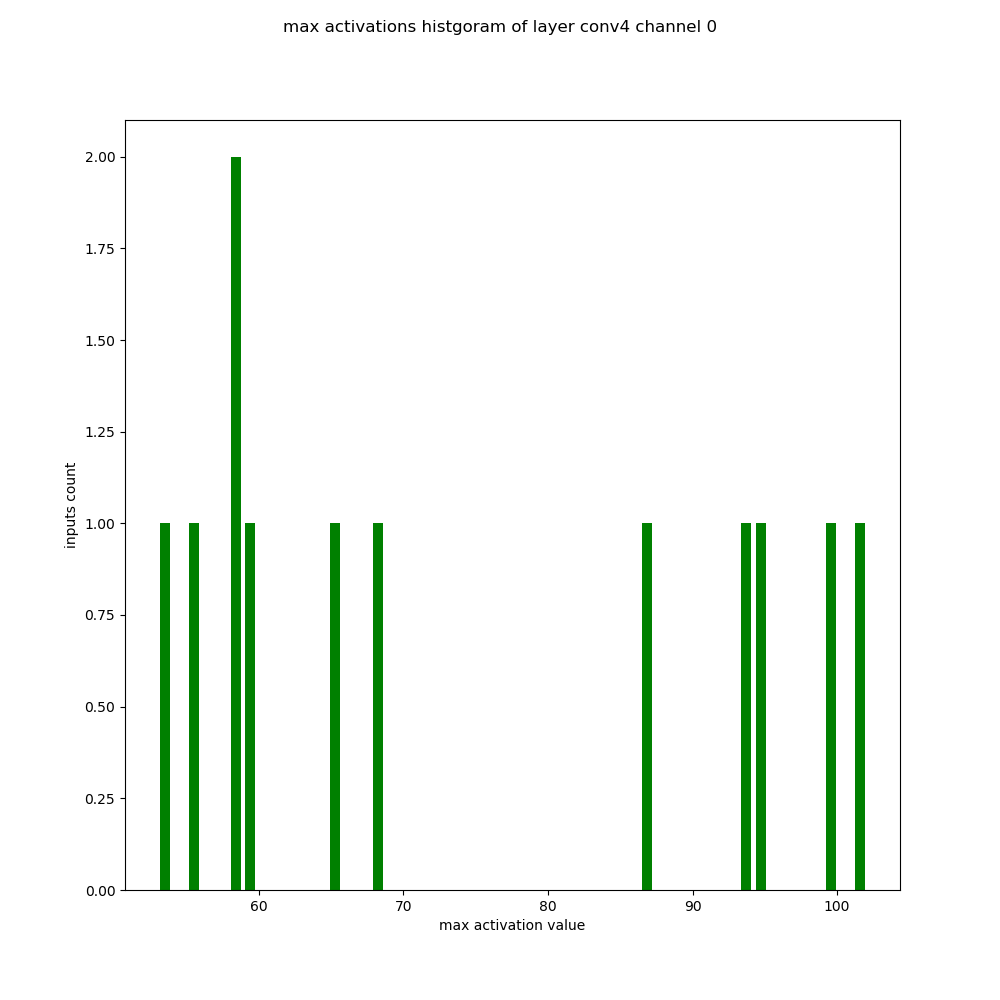 max activations histgoram of layer conv4 channel 0
2.00
1.75
1.50
1.25
1.00
0.75
0.50
0.25
0.00
inputs count
60 70 80 90 100
max activation value